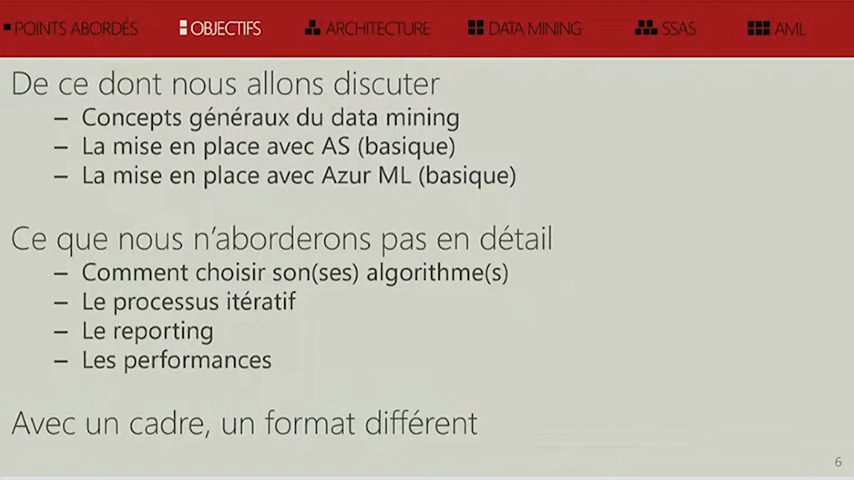 POINTS ABORDÉS OBJECTIFS ARCHITECTURE DATA MINING SSAS AML
De ce dont nous allons discuter
– Concepts généraux du data mining
– La mise en place avec AS (basique)
– La mise en place avec Azur ML (basique)
Ce que nous n’aborderons pas en détail
– Comment choisir son(ses) algorithme(s)
– Le processus itératif
– Le reporting
– Les performances
Avec un cadre, un format différent
6